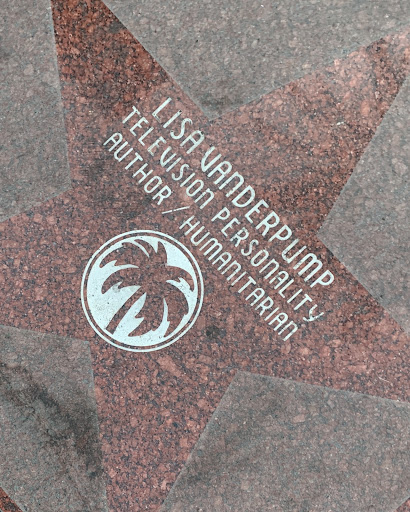 LISA VANDERPUMP
TELEVISION PERSONALITY
AUTHOR / HUMANITARIAN